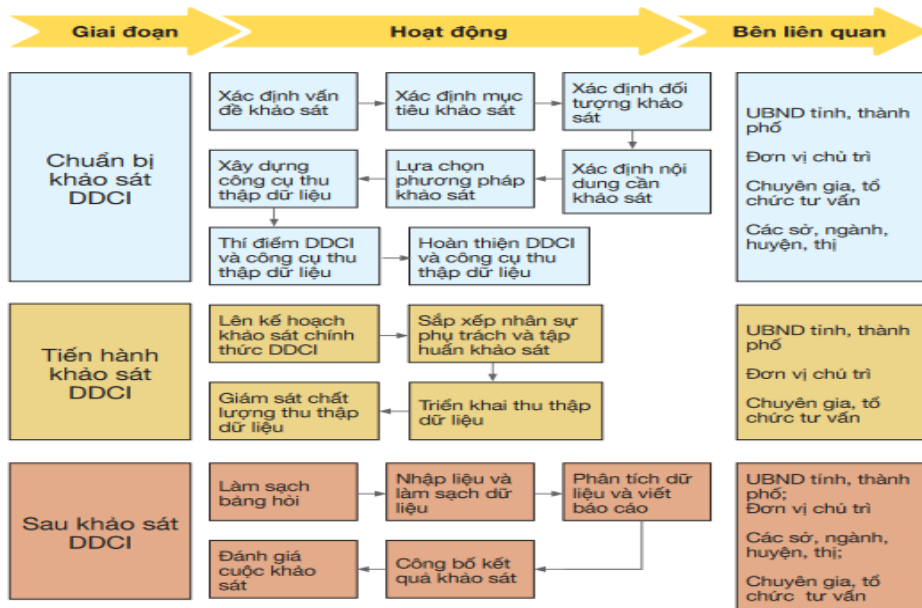 Giai đoạn
Hoạt động
Bên liên quan
Chuẩn bị
khảo sát
DDCI
Xác định vấn
đề khảo sát
Xác định mục
tiêu khảo sát
Xác định đối
tượng khảo
sát
Xây dựng
công cụ thu
thập dữ liệu
Lựa chọn
phương pháp
khảo sát
Xác định nội
dung cần
khảo sát
Thí điểm DDCI
và công cụ thu
thập dữ liệu
Hoàn thiện DDCI
và công cụ thu
thập dữ liệu
UBND tỉnh, thành
phố
Đơn vị chủ trì
Chuyên gia, tổ
chức tư vấn
Các sở, ngành,
huyện, thị
Tiến hành
khảo sát
DDCI
Lên kế hoạch
khảo sát chính
thức DDCI
Sắp xếp nhân sự
phụ trách và tập
huấn khảo sát
Giám sát chất
lượng thu thập
dữ liệu
Triển khai thu thập
dữ liệu
UBND tỉnh, thành
phố
Đơn vị chủ trì
Chuyên gia, tổ
chức tư vấn
Sau khảo sát
DDCI
Làm sạch
bảng hỏi
Nhập liệu và
làm sạch dữ
liệu
Phân tích dữ
liệu và viết
báo cáo
Đánh giá
cuộc khảo
sát
Công bố kết
quả khảo sát
UBND tỉnh, thành
phố;
Đơn vị chủ trì
Các sở, ngành,
huyện, thị;
Chuyên gia, tổ
chức tư vấn